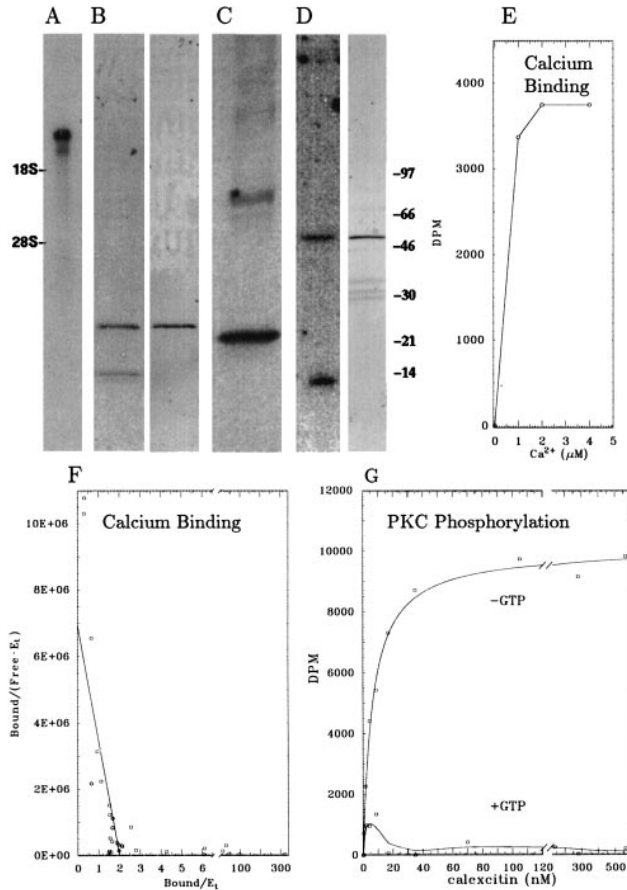 A B C D E
18S-
28S-
-97
-66
-46
-30
-21
-14
Calcium
Binding
DPM
4000
3000
2000
1000
0
0 1 2 3 4 5
Ca²⁺ (μM)
F
Calcium Binding
Bound/(Free·Eₜ)
10E+06
8E+06
6E+06
4E+06
2E+06
0E+00
0 1 2 3 4 5 6 100 300
Bound/Eₜ
G
PKC Phosphorylation
DPM
12000
10000
8000
6000
4000
2000
0
-GTP
+GTP
0 20 40 60 80 100 120 300 500
calexcitin (nM)